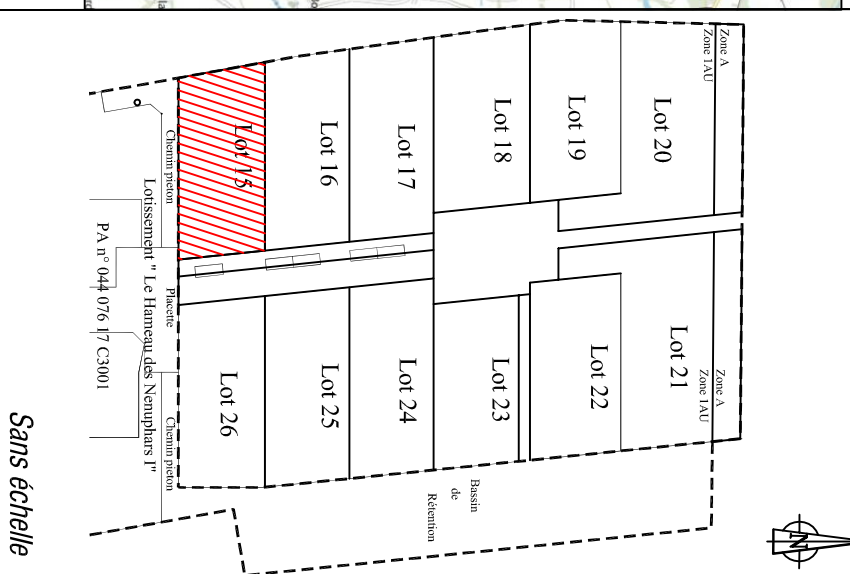 Zone A
Zone 1AU
Lot 20
Lot 19
Lot 18
Lot 17
Lot 16
Lot 15
Chemin pieton
Lotissement " Le Hameau des Nenuphars I"
PA n° 044 076 17 C3001
Placette
Chemin pieton
Zone A
Zone 1AU
Lot 21
Lot 22
Lot 23
Lot 24
Lot 25
Lot 26
Bassin
de
Rétention
N
Sans échelle